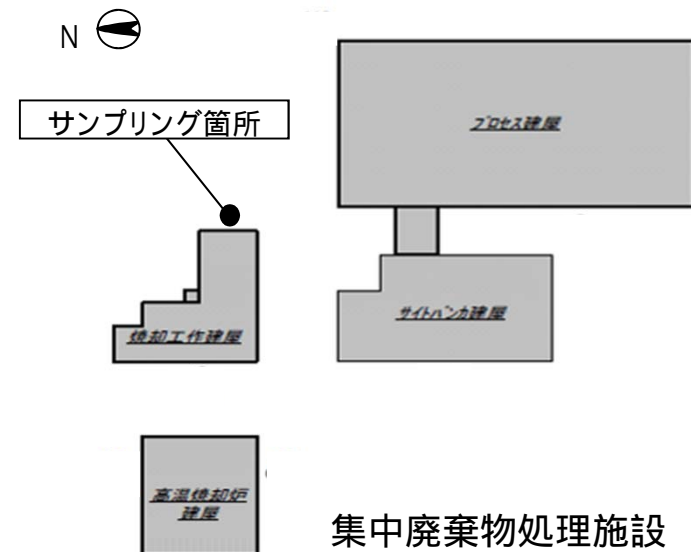 N
サンプリング箇所
プロセス建屋
サイトバンカ建屋
焼却工作建屋
高温焼却炉
建屋
集中廃棄物処理施設